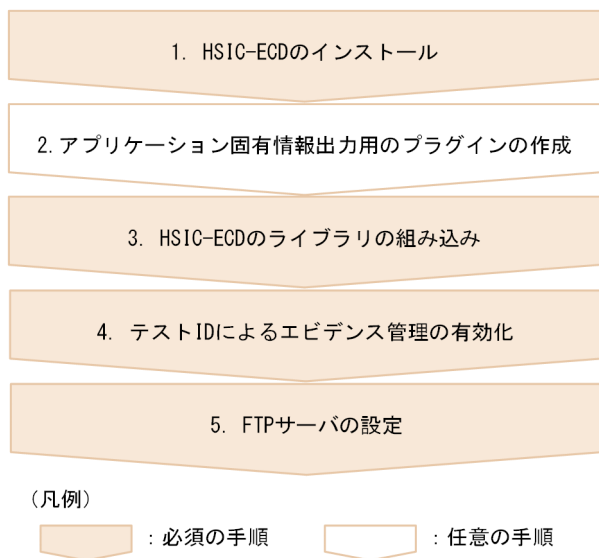 1. HSIC-ECDのインストール
2.アプリケーション固有情報出力用のプラグインの作成
3. HSIC-ECDのライブラリの組み込み
4. テストIDによるエビデンス管理の有効化
5. FTPサーバの設定
（凡例）
：必須の手順 ：任意の手順